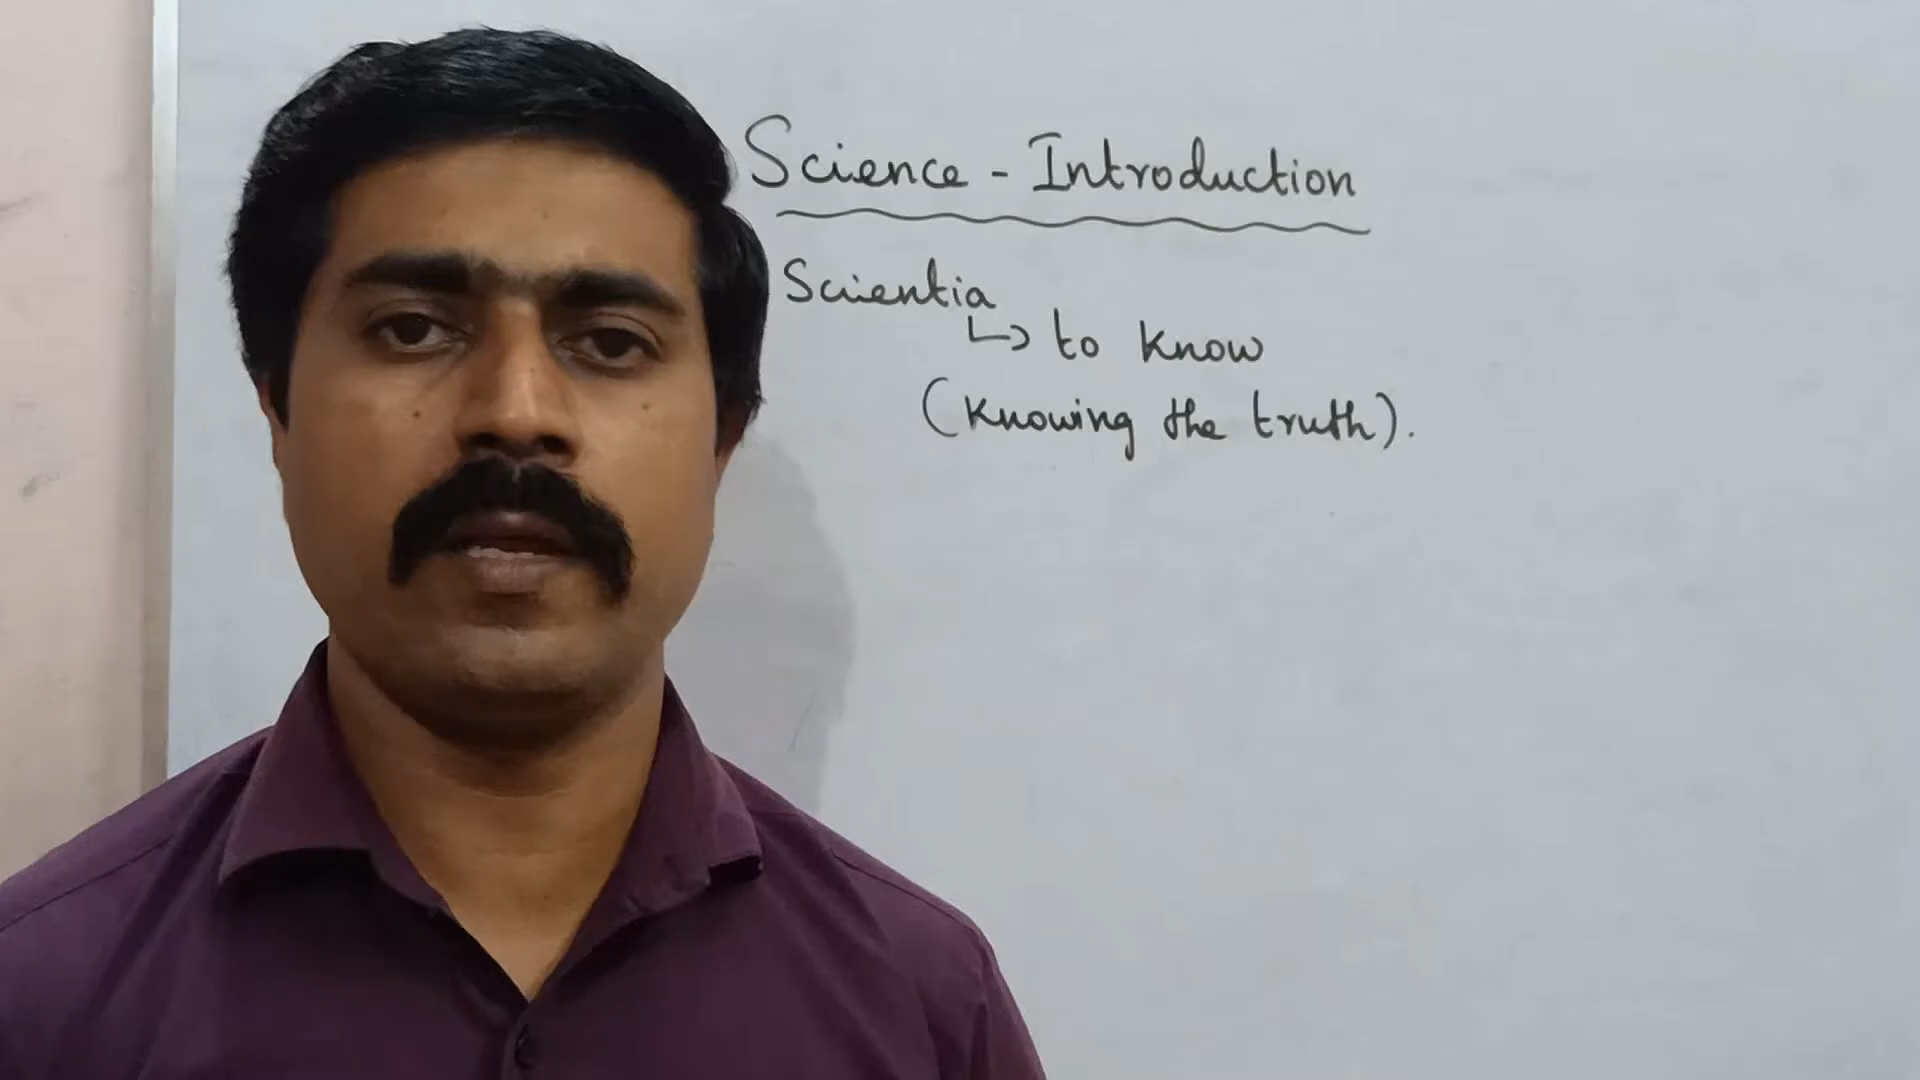 Science - Introduction
Scientia
↳ to know
(knowing the truth).